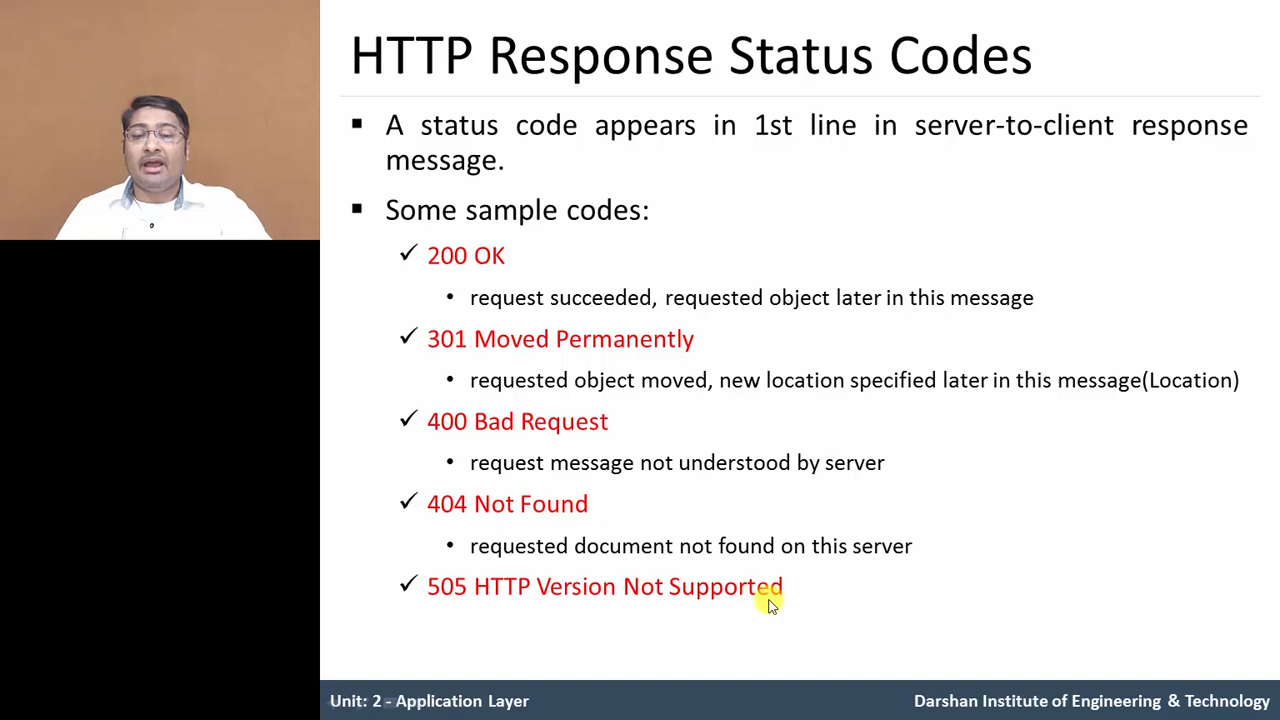 HTTP Response Status Codes
A status code appears in 1st line in server-to-client response
message.
Some sample codes:
200 OK
request succeeded, requested object later in this message
301 Moved Permanently
requested object moved, new location specified later in this message(Location)
400 Bad Request
request message not understood by server
404 Not Found
requested document not found on this server
505 HTTP Version Not Supported
Unit: 2 - Application Layer
Darshan Institute of Engineering & Technology